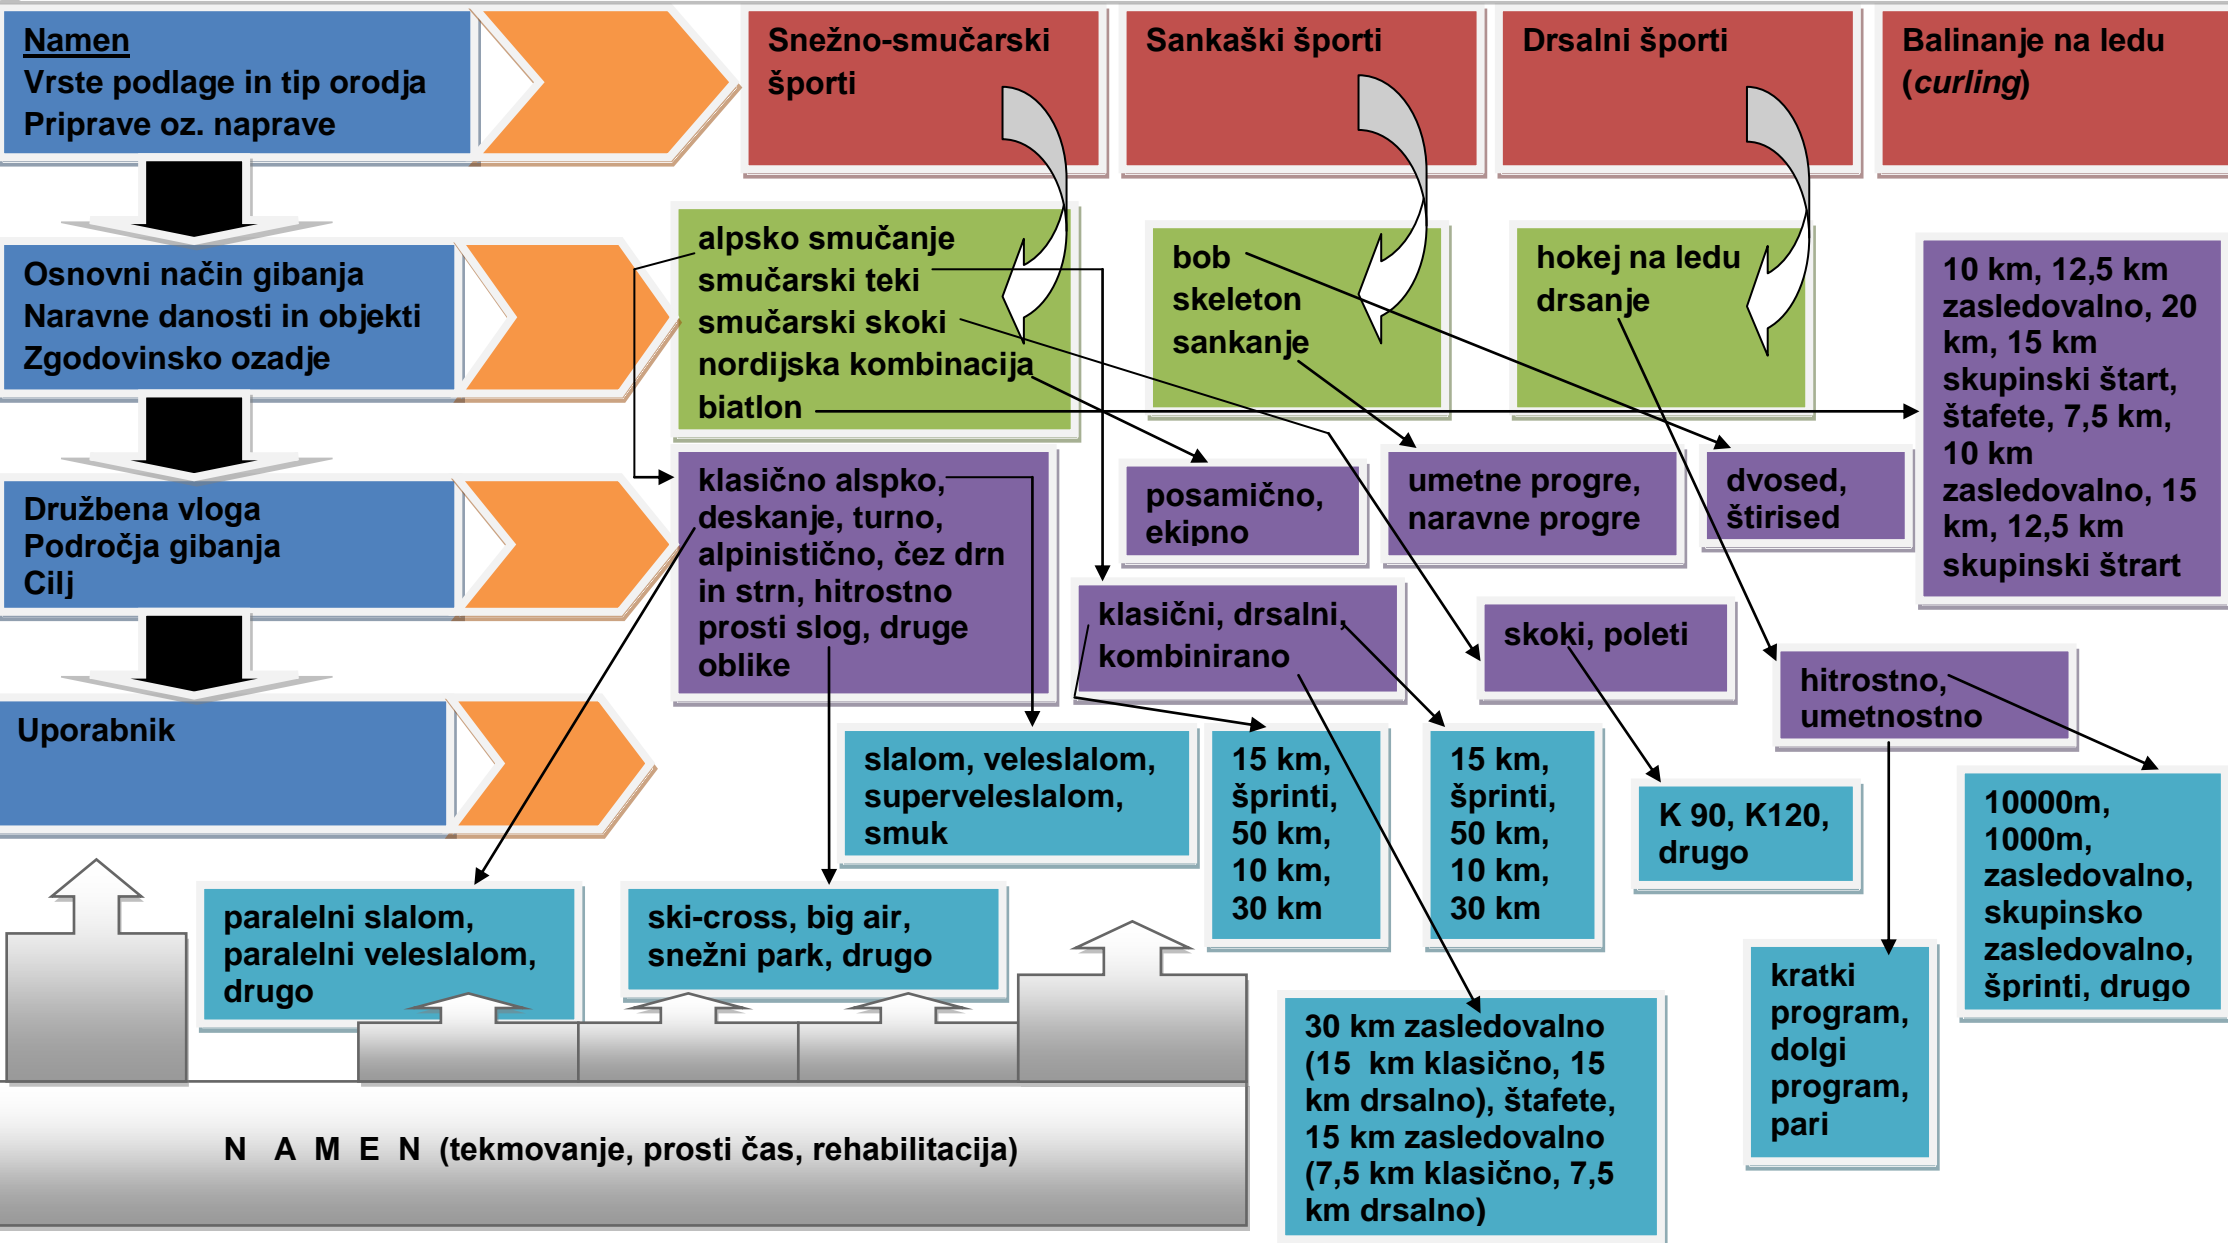 Namen
Vrste podlage in tip orodja
Priprave oz. naprave
Snežno-smučarski
športi
Sankaški športi
Drsalni športi
Balinanje na ledu
(curling)
Osnovni način gibanja
Naravne danosti in objekti
Zgodovinsko ozadje
alpsko smučanje
smučarski teki
smučarski skoki
nordijska kombinacija
biatlon
bob
skeleton
sankanje
hokej na ledu
drsanje
10 km, 12,5 km
zasledovalno, 20
km, 15 km
skupinski štart,
štafete, 7,5 km,
10 km
zasledovalno, 15
km, 12,5 km
skupinski štrart
Družbena vloga
Področja gibanja
Cilj
klasično alspko,
deskanje, turno,
alpinistično, čez drn
in strn, hitrostno
prosti slog, druge
oblike
posamično,
ekipno
umetne progre,
naravne progre
dvosed,
štirised
klasični, drsalni,
kombinirano
skoki, poleti
hitrostno,
umetnostno
Uporabnik
slalom, veleslalom,
superveleslalom,
smuk
15 km,
šprinti,
50 km,
10 km,
30 km
15 km,
šprinti,
50 km,
10 km,
30 km
K 90, K120,
drugo
10000m,
1000m,
zasledovalno,
skupinsko
zasledovalno,
šprinti, drugo
paralelni slalom,
paralelni veleslalom,
drugo
ski-cross, big air,
snežni park, drugo
kratki
program,
dolgi
program,
pari
30 km zasledovalno
(15 km klasično, 15
km drsalno), štafete,
15 km zasledovalno
(7,5 km klasično, 7,5
km drsalno)
N A M E N (tekmovanje, prosti čas, rehabilitacija)